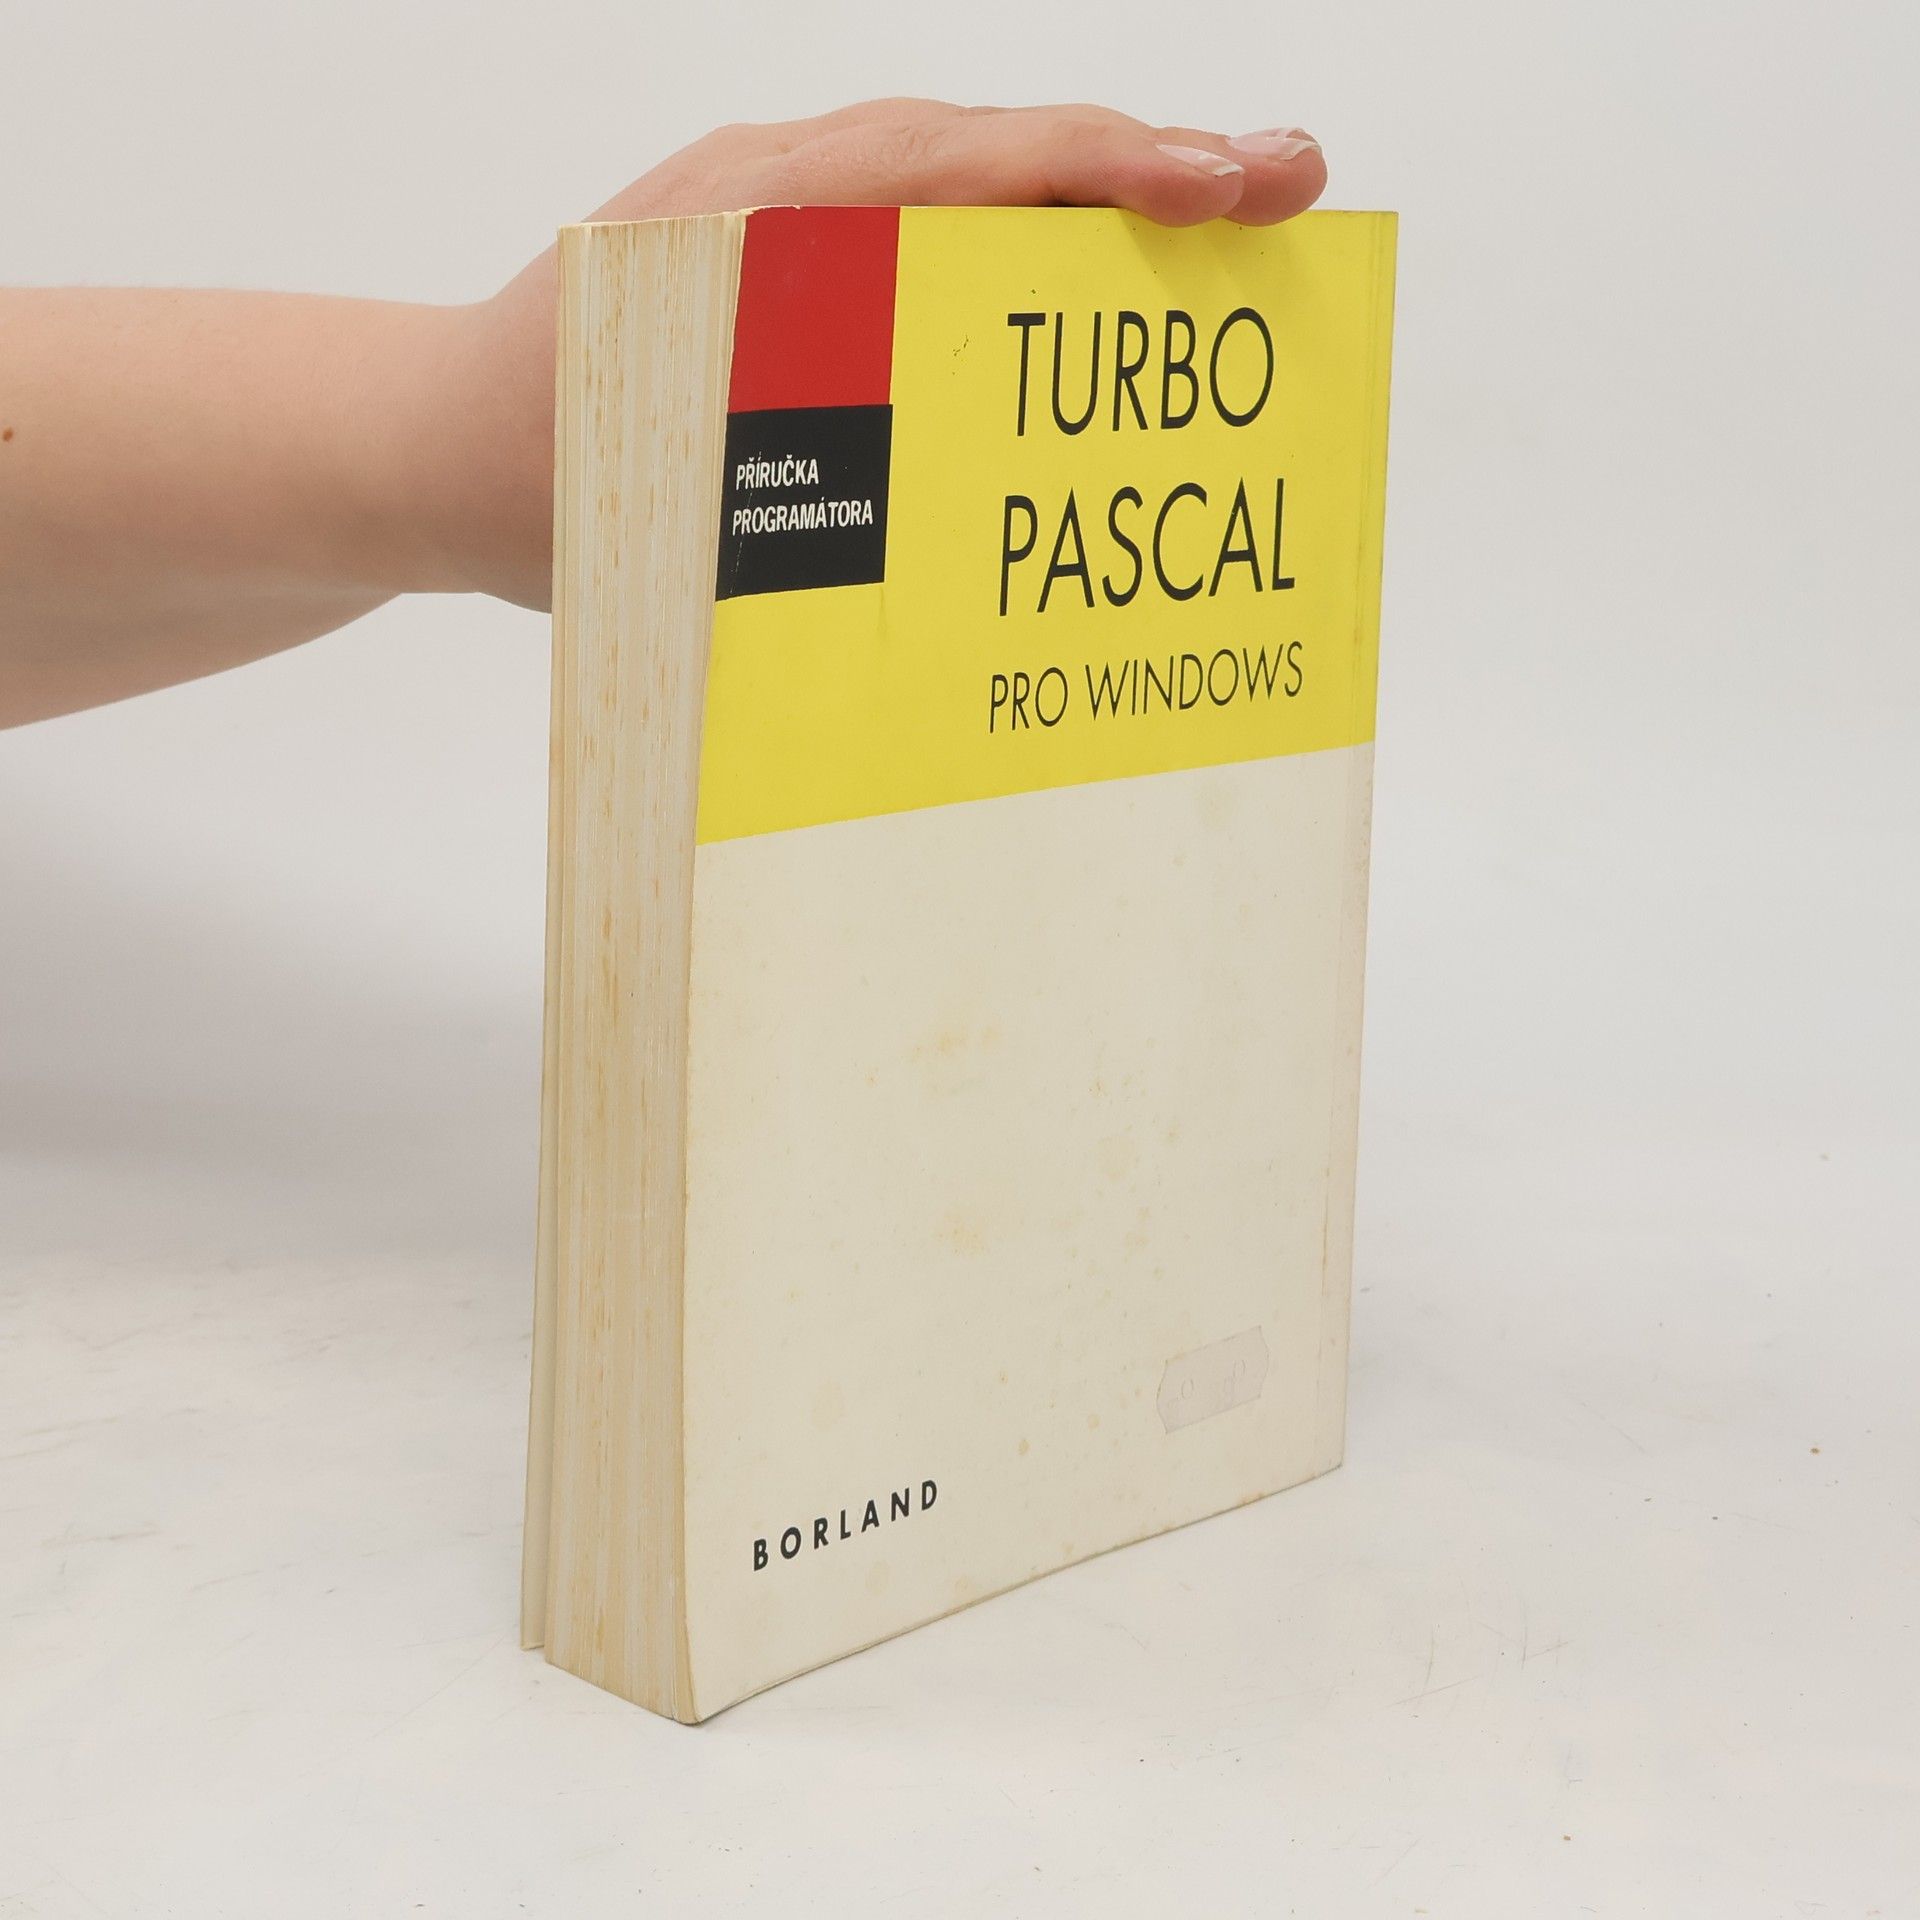 TURBO
PASCAL
PRO WINDOWS
PŘÍRUČKA
PROGRAMÁTORA
BORLAND